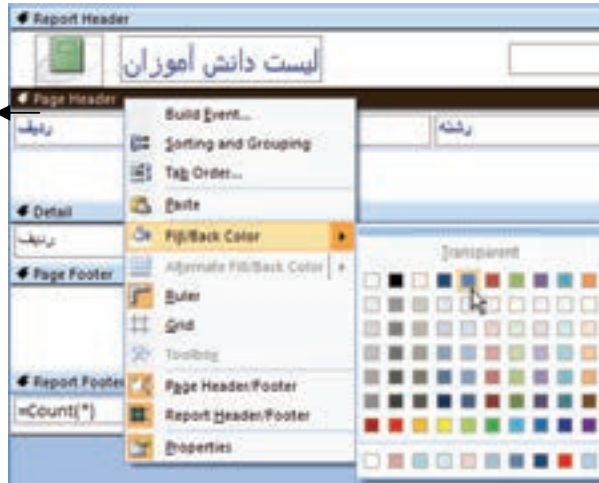 Report Header
لیست دانش آموزان
Page Header
ردیف
رشته
Build Event...
Sorting and Grouping
Tab Order...
Detail
Paste
ردیف
Fill/Back Color
Transparent
Page Footer
Alternate Fill/Back Color
Ruler
Grid
Toolbox
Report Footer
Page Header/Footer
=Count(*)
Report Header/Footer
Properties